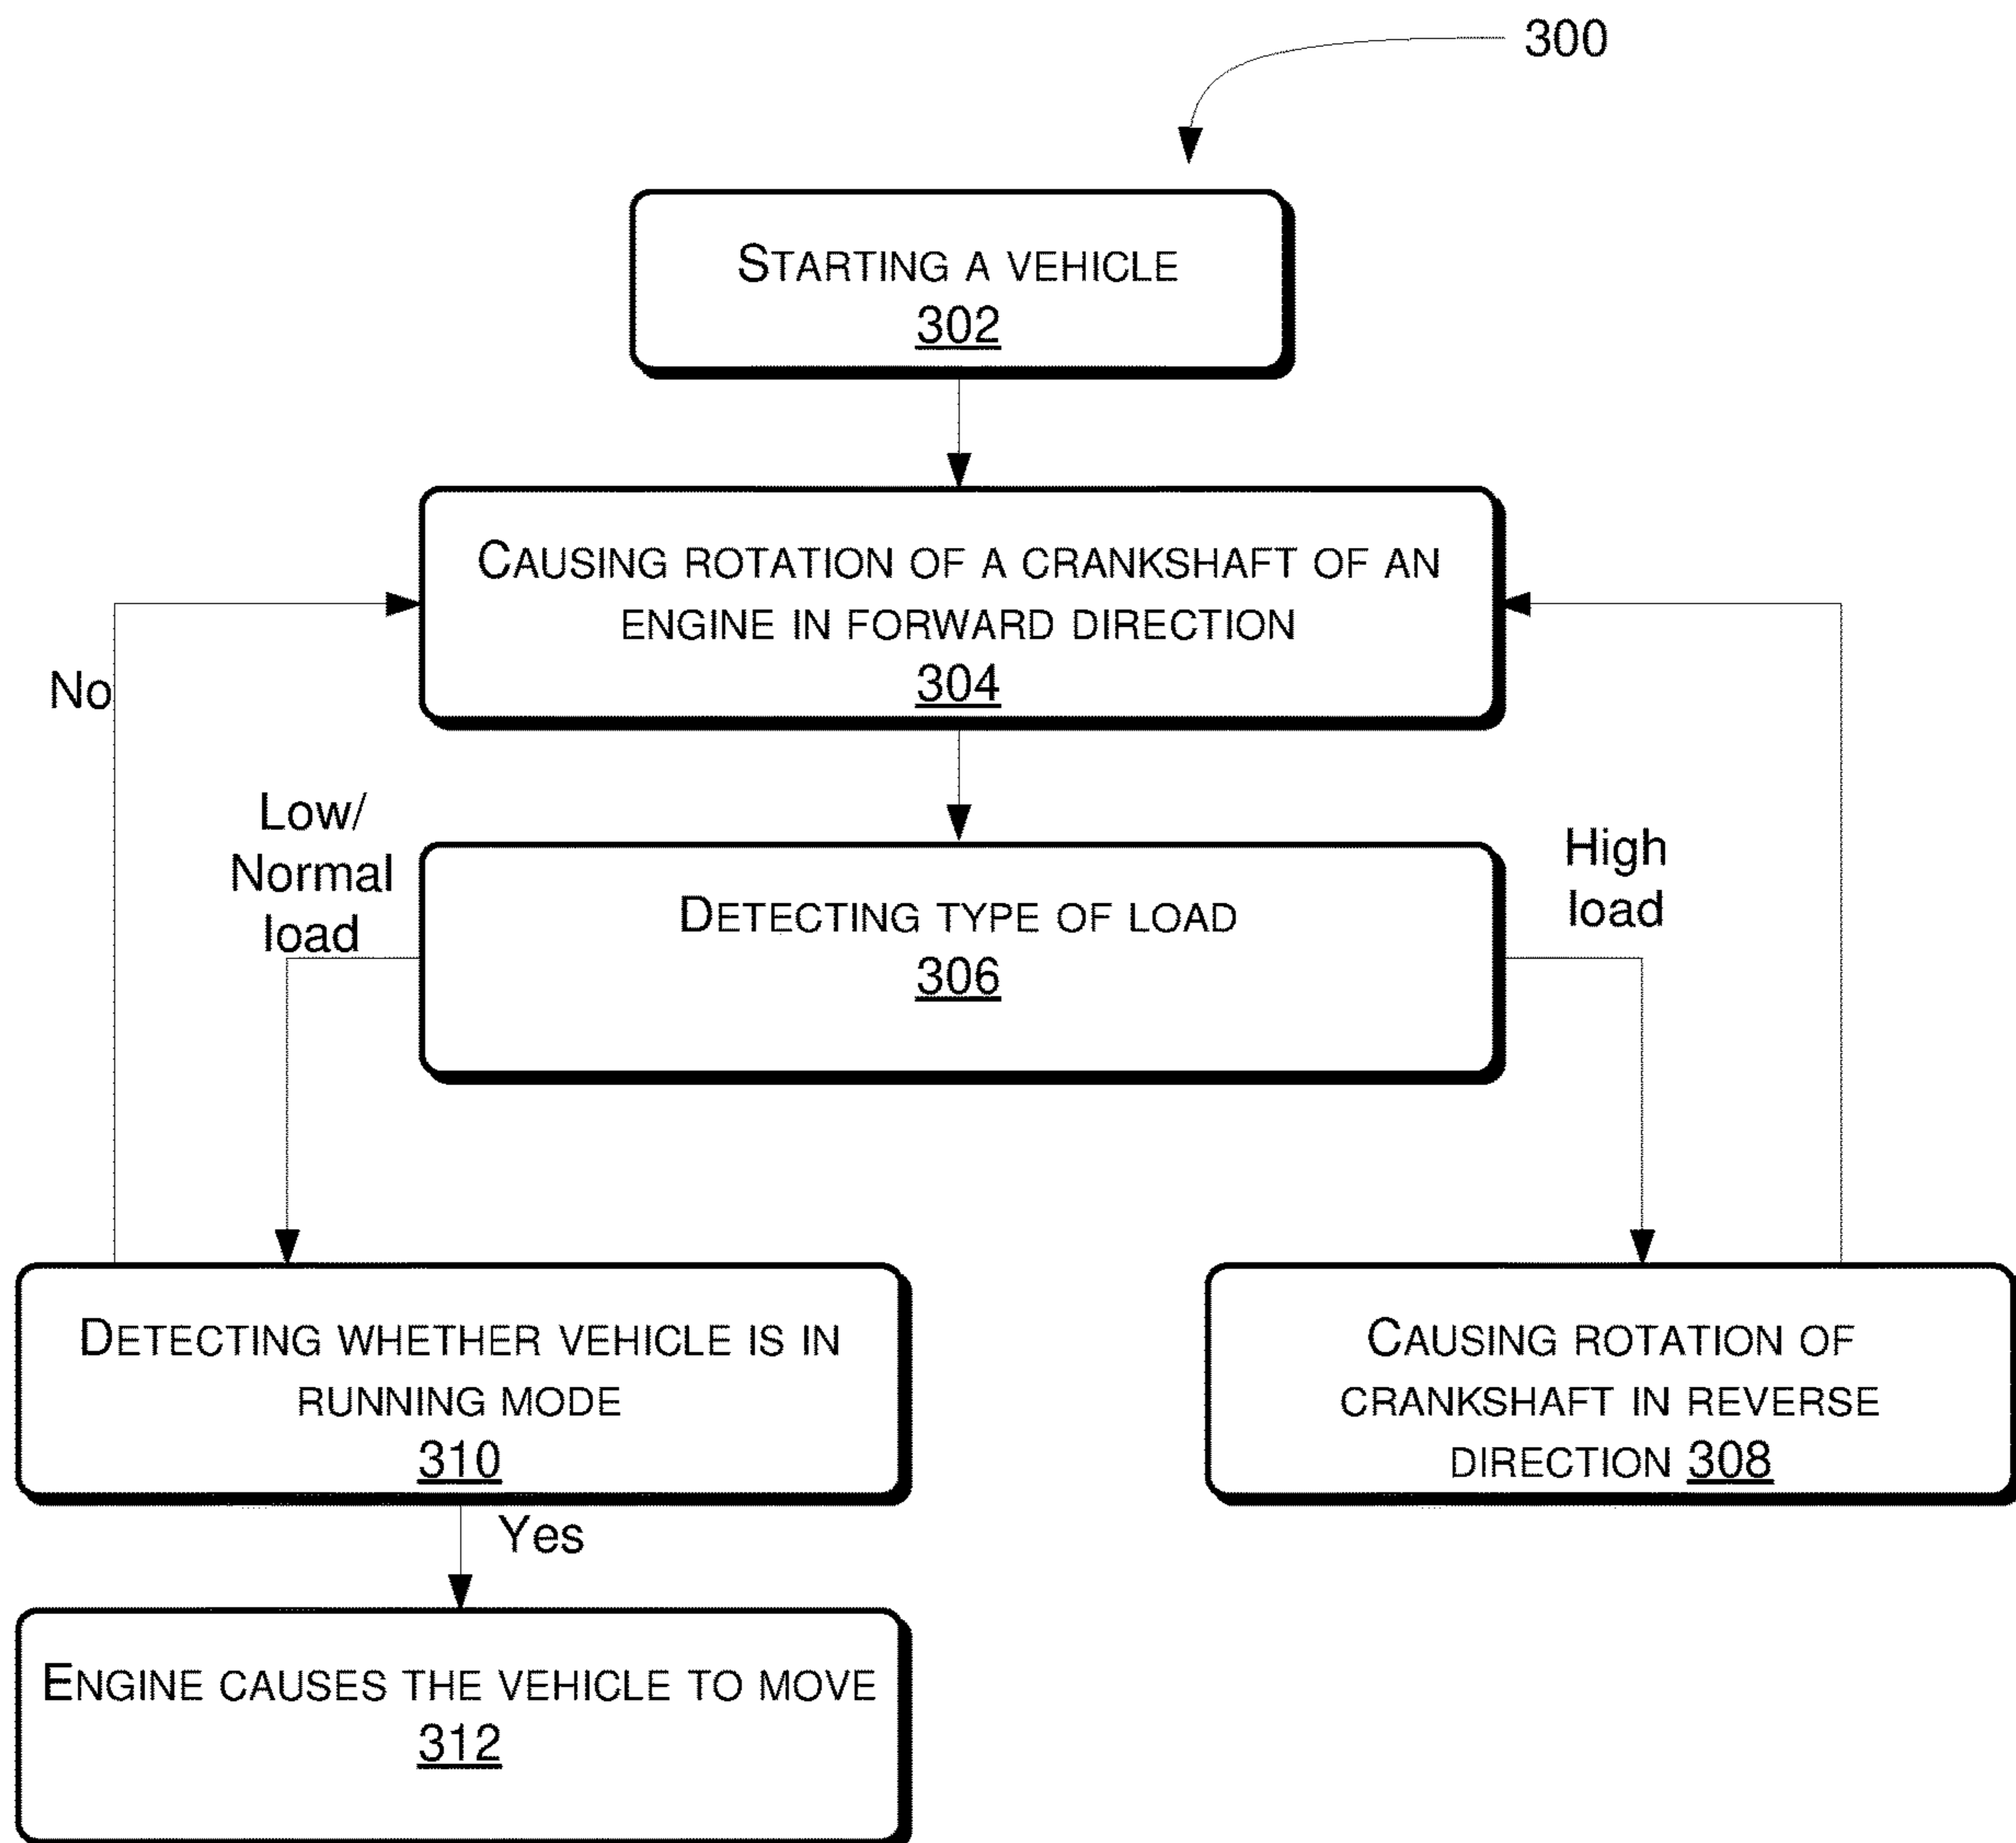 300
STARTING A VEHICLE
302
CAUSING ROTATION OF A CRANKSHAFT OF AN
ENGINE IN FORWARD DIRECTION
304
No
Low/
Normal
load
High
load
DETECTING TYPE OF LOAD
306
DETECTING WHETHER VEHICLE IS IN
RUNNING MODE
310
CAUSING ROTATION OF
CRANKSHAFT IN REVERSE
DIRECTION 308
Yes
ENGINE CAUSES THE VEHICLE TO MOVE
312